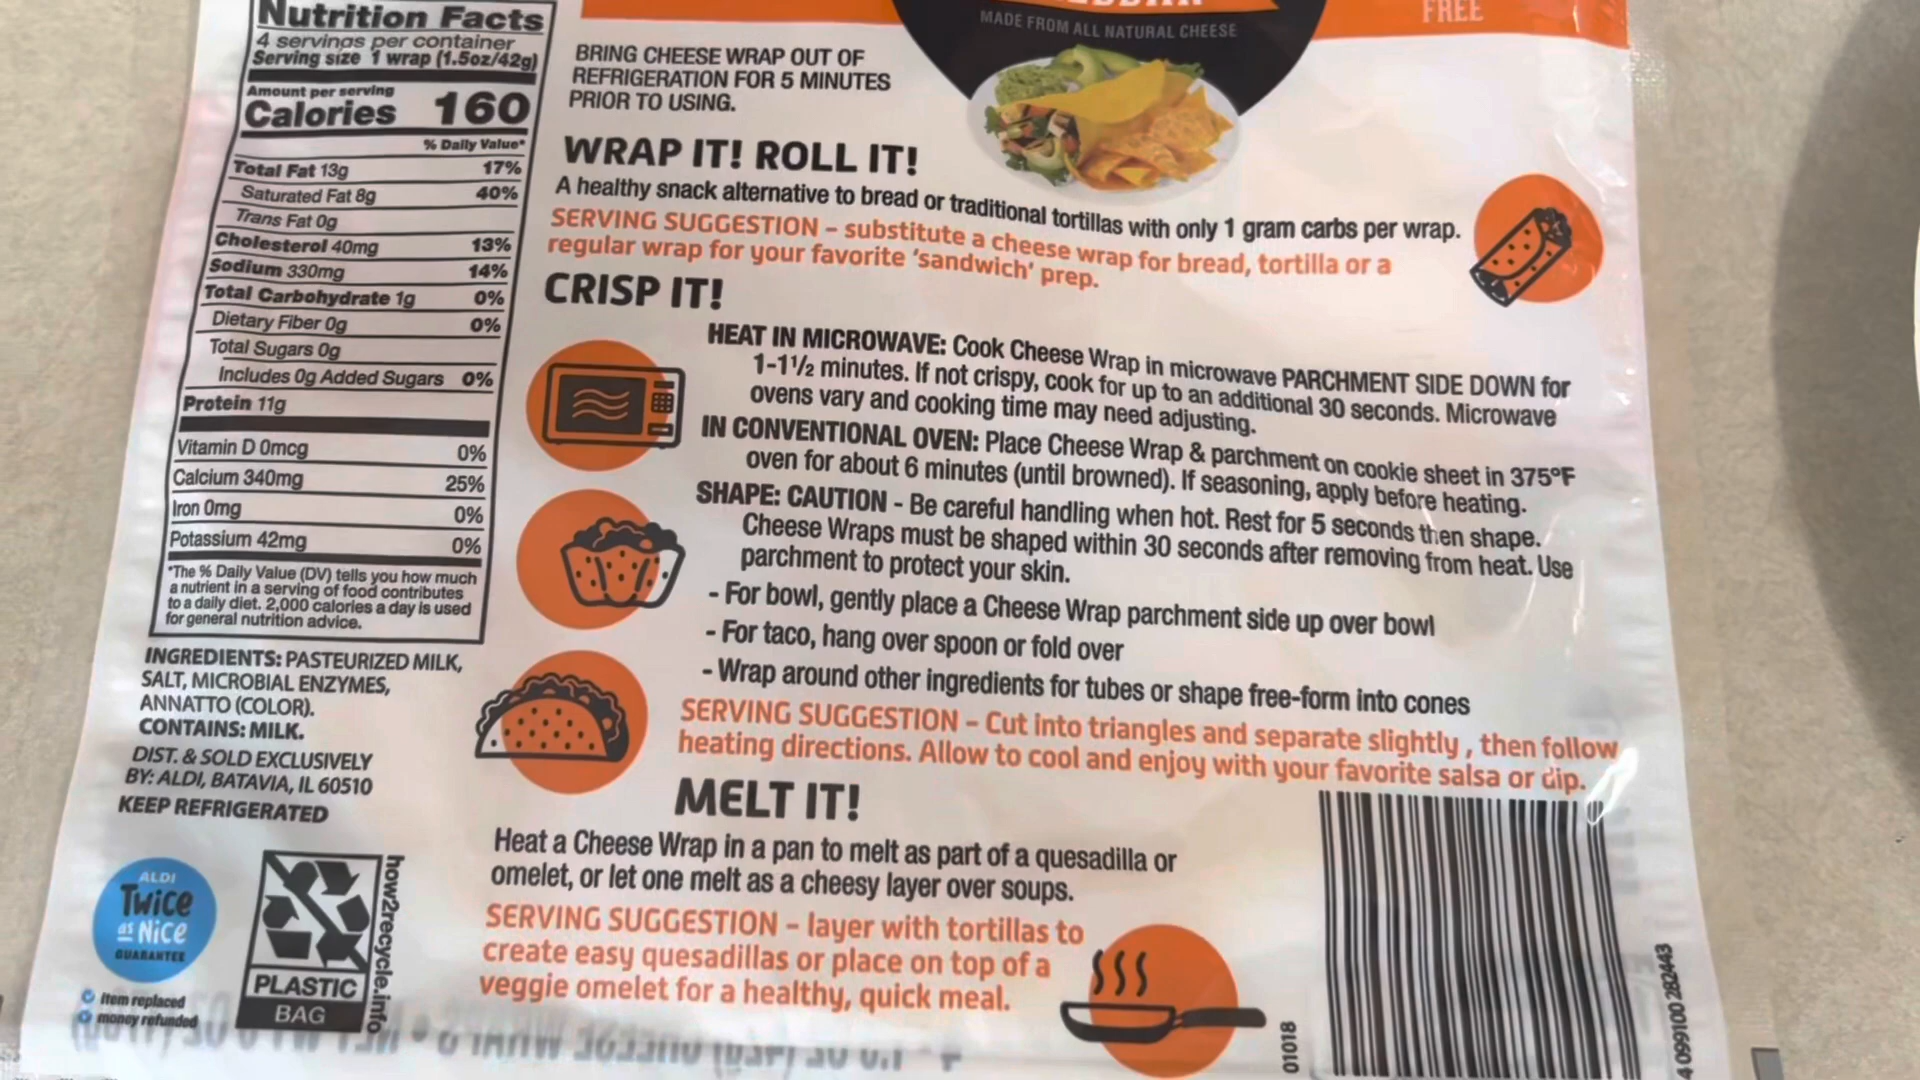 Nutrition Facts
4 servings per container
Serving size 1 wrap (1.5oz/42g)
Amount per serving
Calories 160
% Daily Value*
Total Fat 13g 17%
Saturated Fat 8g 40%
Trans Fat 0g
Cholesterol 40mg 13%
Sodium 330mg 14%
Total Carbohydrate 1g 0%
Dietary Fiber 0g 0%
Total Sugars 0g
Includes 0g Added Sugars 0%
Protein 11g
Vitamin D 0mcg 0%
Calcium 340mg 25%
Iron 0mg 0%
Potassium 42mg 0%
*The % Daily Value (DV) tells you how much
a nutrient in a serving of food contributes
to a daily diet. 2,000 calories a day is used
for general nutrition advice.
INGREDIENTS: PASTEURIZED MILK,
SALT, MICROBIAL ENZYMES,
ANNATTO (COLOR).
CONTAINS: MILK.
DIST. & SOLD EXCLUSIVELY
BY: ALDI, BATAVIA, IL 60510
KEEP REFRIGERATED
ALDI
Twice
as Nice
GUARANTEE
Item replaced
money refunded
PLASTIC
BAG
how2recycle.info
MADE FROM ALL NATURAL CHEESE
FREE
BRING CHEESE WRAP OUT OF
REFRIGERATION FOR 5 MINUTES
PRIOR TO USING.
WRAP IT! ROLL IT!
A healthy snack alternative to bread or traditional tortillas with only 1 gram carbs per wrap.
SERVING SUGGESTION – substitute a cheese wrap for bread, tortilla or a
regular wrap for your favorite 'sandwich' prep.
CRISP IT!
HEAT IN MICROWAVE: Cook Cheese Wrap in microwave PARCHMENT SIDE DOWN for
1-1½ minutes. If not crispy, cook for up to an additional 30 seconds. Microwave
ovens vary and cooking time may need adjusting.
IN CONVENTIONAL OVEN: Place Cheese Wrap & parchment on cookie sheet in 375°F
oven for about 6 minutes (until browned). If seasoning, apply before heating.
SHAPE: CAUTION - Be careful handling when hot. Rest for 5 seconds then shape.
Cheese Wraps must be shaped within 30 seconds after removing from heat. Use
parchment to protect your skin.
- For bowl, gently place a Cheese Wrap parchment side up over bowl
- For taco, hang over spoon or fold over
- Wrap around other ingredients for tubes or shape free-form into cones
SERVING SUGGESTION – Cut into triangles and separate slightly , then follow
heating directions. Allow to cool and enjoy with your favorite salsa or dip.
MELT IT!
Heat a Cheese Wrap in a pan to melt as part of a quesadilla or
omelet, or let one melt as a cheesy layer over soups.
SERVING SUGGESTION – layer with tortillas to
create easy quesadillas or place on top of a
veggie omelet for a healthy, quick meal.
01018
4 099100 282443